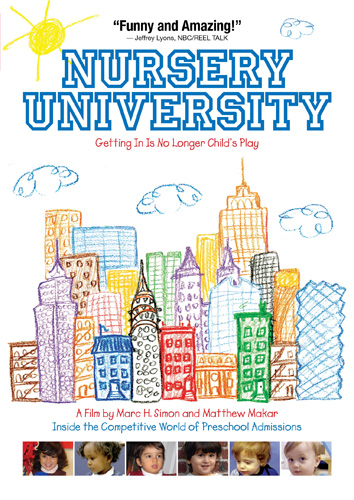 “Funny and Amazing!”
— Jeffrey Lyons, NBC/REEL TALK
NURSERY
UNIVERSITY
Getting In Is No Longer Child's Play
A Film by Marc H. Simon and Matthew Makar
Inside the Competitive World of Preschool Admissions